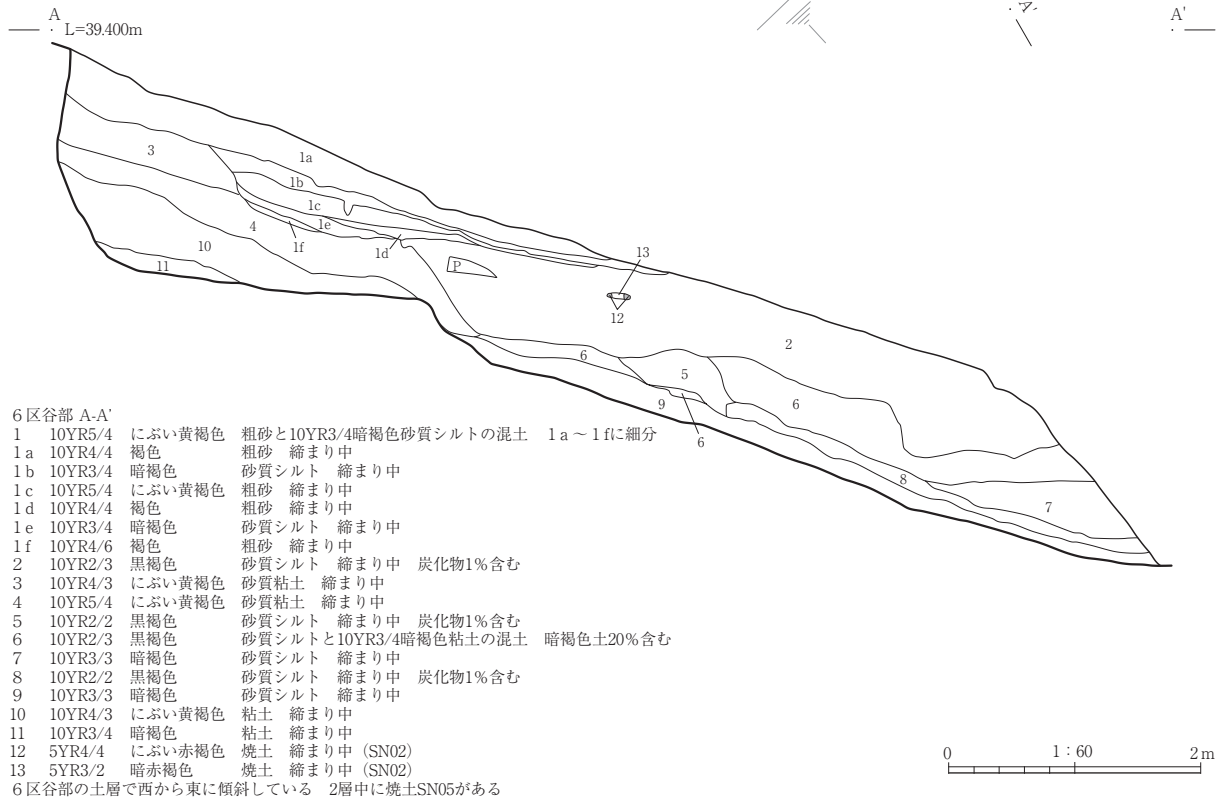 A
L=39.400m
A'
A'
3
1a
1b
1c
1e
4
1f
1d
10
11
P
13
12
2
6
5
6
9
6
8
7
6区谷部 A-A'
1 10YR5/4 にぶい黄褐色 粗砂と10YR3/4暗褐色砂質シルトの混土 1a～1fに細分
1a 10YR4/4 褐色 粗砂 締まり中
1b 10YR3/4 暗褐色 砂質シルト 締まり中
1c 10YR5/4 にぶい黄褐色 粗砂 締まり中
1d 10YR4/4 褐色 粗砂 締まり中
1e 10YR3/4 暗褐色 砂質シルト 締まり中
1f 10YR4/6 褐色 粗砂 締まり中
2 10YR2/3 黒褐色 砂質シルト 締まり中 炭化物1%含む
3 10YR4/3 にぶい黄褐色 砂質粘土 締まり中
4 10YR5/4 にぶい黄褐色 砂質粘土 締まり中
5 10YR2/2 黒褐色 砂質シルト 締まり中 炭化物1%含む
6 10YR2/3 黒褐色 砂質シルトと10YR3/4暗褐色粘土の混土 暗褐色土20%含む
7 10YR3/3 暗褐色 砂質シルト 締まり中
8 10YR2/2 黒褐色 砂質シルト 締まり中 炭化物1%含む
9 10YR3/3 暗褐色 砂質シルト 締まり中
10 10YR4/3 にぶい黄褐色 粘土 締まり中
11 10YR3/4 暗褐色 粘土 締まり中
12 5YR4/4 にぶい赤褐色 焼土 締まり中（SN02）
13 5YR3/2 暗赤褐色 焼土 締まり中（SN02）
6区谷部の土層で西から東に傾斜している 2層中に焼土SN05がある
0 1：60 2m